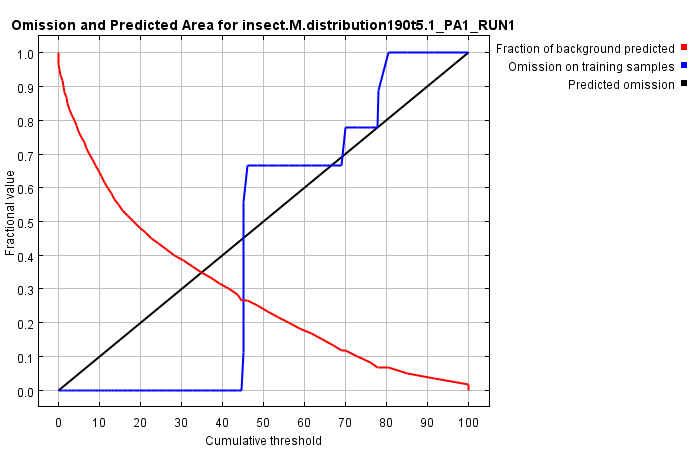 Omission and Predicted Area for insect.M.distribution190t5.1_PA1_RUN1
Fraction of background predicted
Omission on training samples
Predicted omission
Fractional value
1.0
0.9
0.8
0.7
0.6
0.5
0.4
0.3
0.2
0.1
0.0
0 10 20 30 40 50 60 70 80 90 100
Cumulative threshold